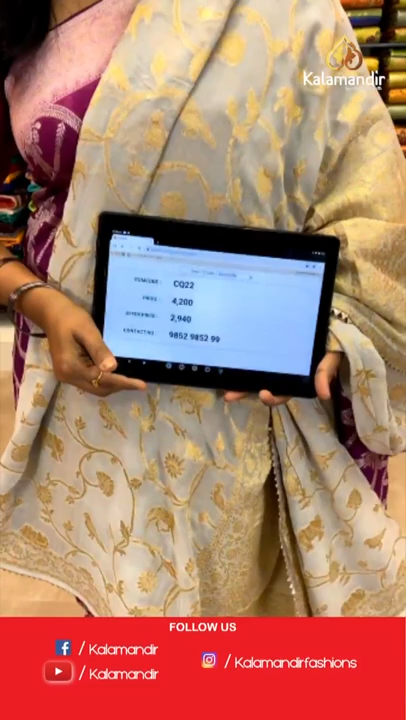 Kalamandir
CQ22
PRICE : 4,200
OFFER PRICE : 2,940
CONTACT NO : 9852 9852 99
FOLLOW US
/ Kalamandir
/ Kalamandir
/ Kalamandirfashions